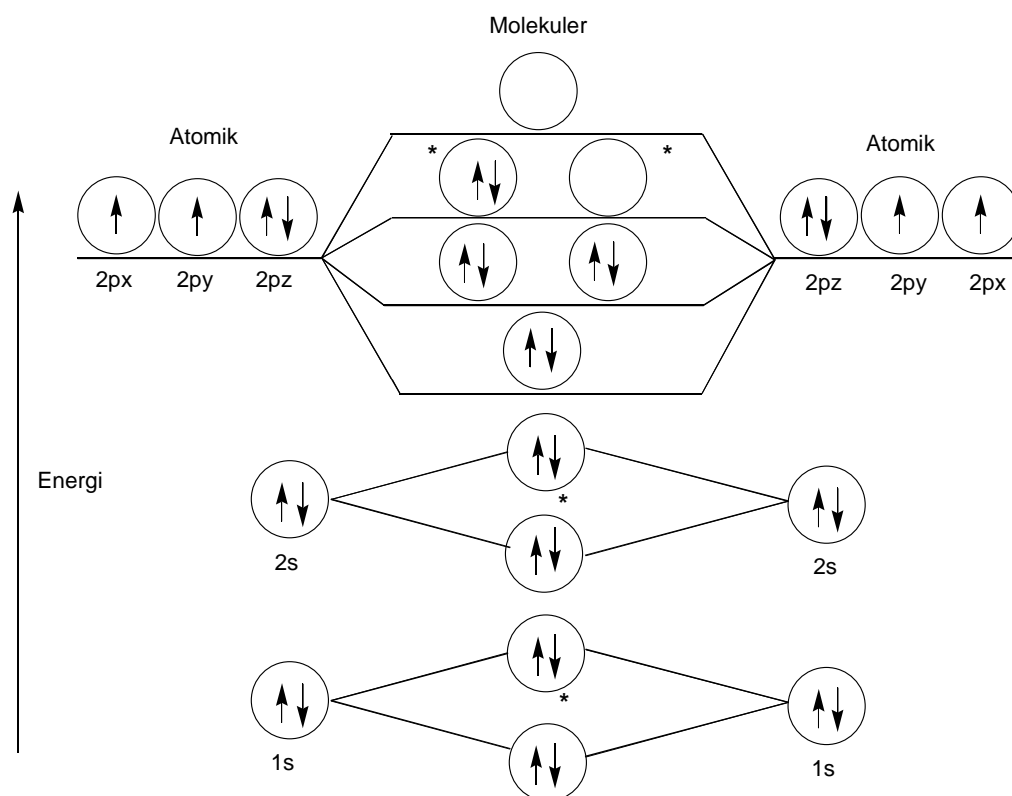 Molekuler
Atomik
Atomik
* *
2px 2py 2pz
2pz 2py 2px
Energi
*
2s
2s
*
1s
1s